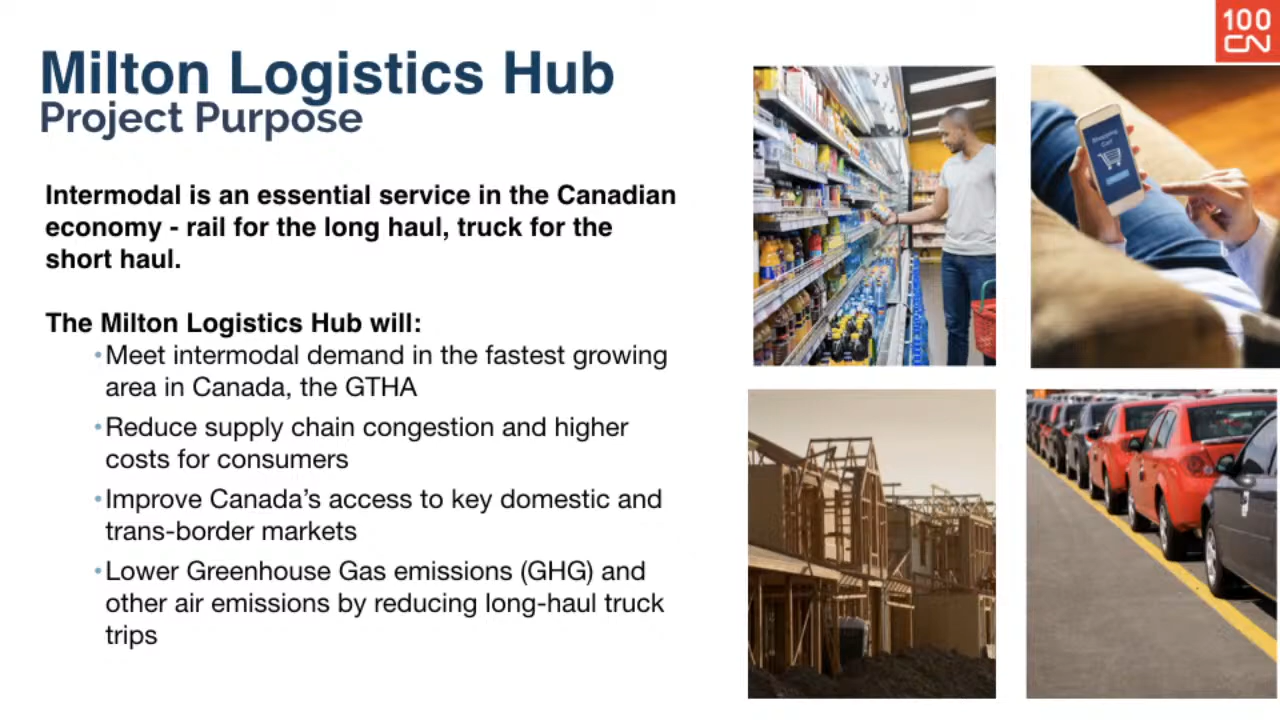 Milton Logistics Hub
Project Purpose
Intermodal is an essential service in the Canadian
economy - rail for the long haul, truck for the
short haul.
The Milton Logistics Hub will:
•Meet intermodal demand in the fastest growing
area in Canada, the GTHA
•Reduce supply chain congestion and higher
costs for consumers
•Improve Canada’s access to key domestic and
trans-border markets
•Lower Greenhouse Gas emissions (GHG) and
other air emissions by reducing long-haul truck
trips
100
CN
Shopping
Cart